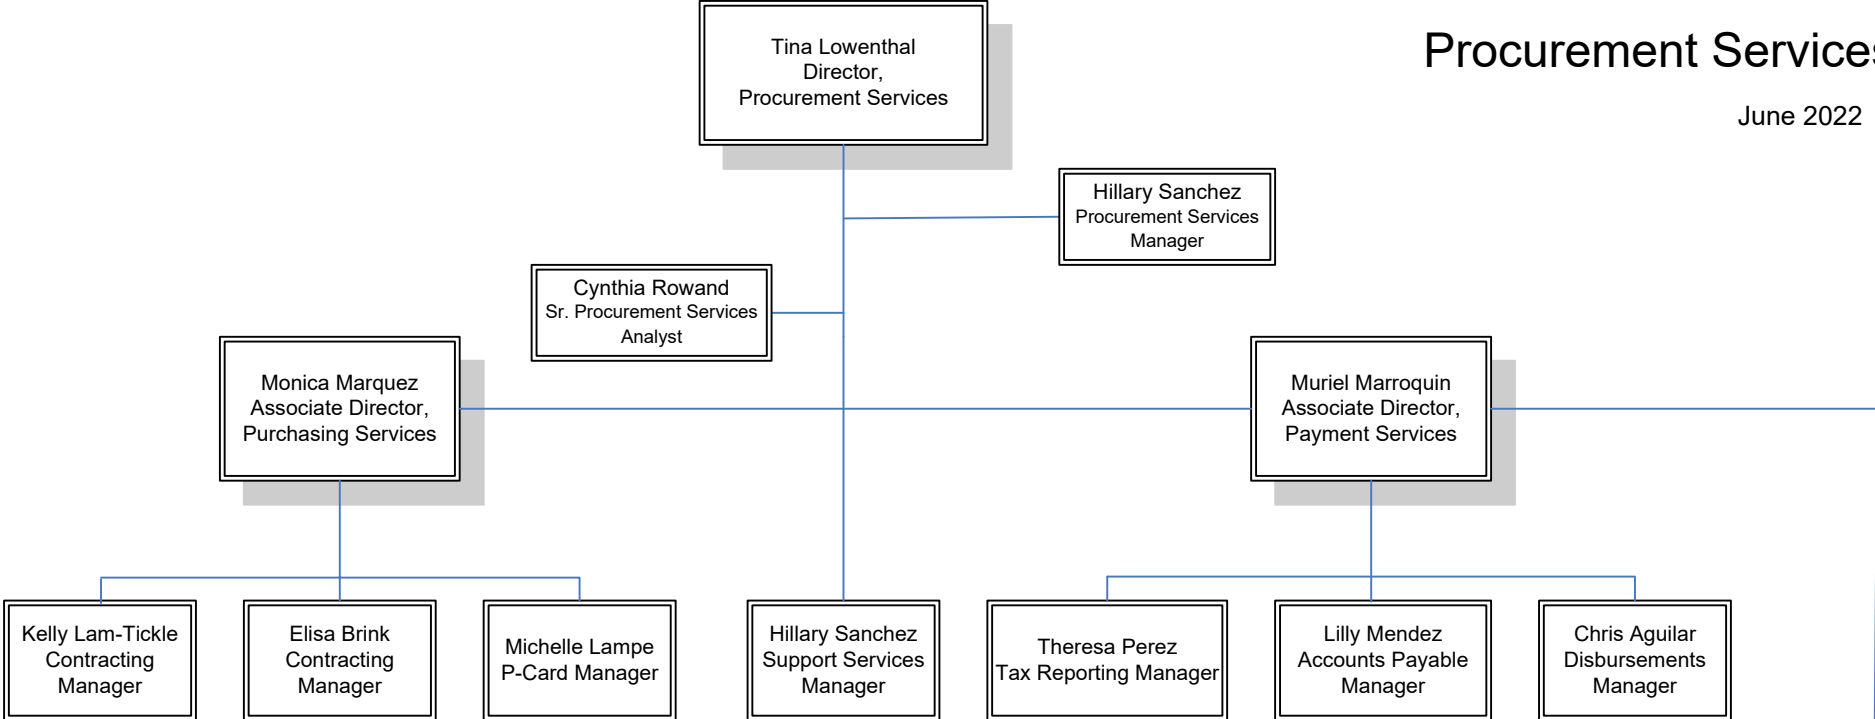 Procurement Services
June 2022
Tina Lowenthal
Director,
Procurement Services
Hillary Sanchez
Procurement Services
Manager
Cynthia Rowand
Sr. Procurement Services
Analyst
Monica Marquez
Associate Director,
Purchasing Services
Muriel Marroquin
Associate Director,
Payment Services
Kelly Lam-Tickle
Contracting
Manager
Elisa Brink
Contracting
Manager
Michelle Lampe
P-Card Manager
Hillary Sanchez
Support Services
Manager
Theresa Perez
Tax Reporting Manager
Lilly Mendez
Accounts Payable
Manager
Chris Aguilar
Disbursements
Manager